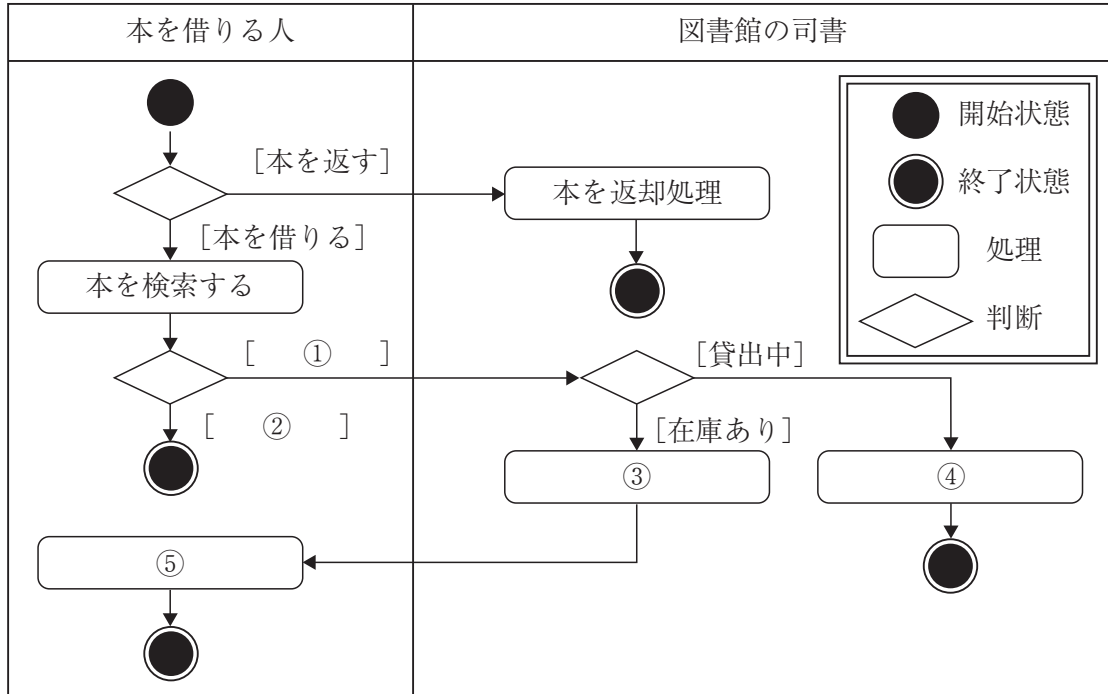 本を借りる人
図書館の司書
開始状態
終了状態
処理
判断
[本を返す]
本を返却処理
[本を借りる]
本を検索する
[ ① ]
[貸出中]
[ ② ]
[在庫あり]
③
④
⑤